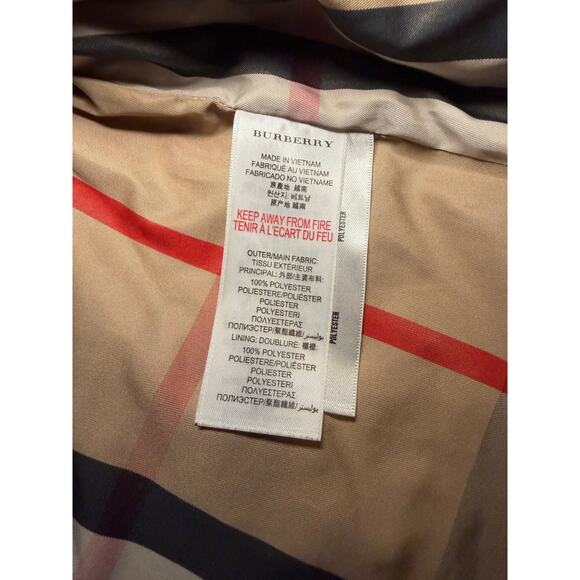 BURBERRY
MADE IN VIETNAM
FABRIQUÉ AU VIETNAM
FABRICADO NO VIETNAME
原產地 越南
원산지: 베트남
原产地 越南
KEEP AWAY FROM FIRE
TENIR À L'ECART DU FEU
OUTER/MAIN FABRIC:
TISSU EXTÉRIEUR
PRINCIPAL: 外部/主要布料:
100% POLYESTER
POLIESTERE/POLIÉSTER
POLIESTER
POLYESTERI
ΠΟΛΥΕΣΤΕΡΑΣ
ПОЛИЭСТЕР/聚酯纖維/بوليستر
LINING: DOUBLURE: 襯裡:
100% POLYESTER
POLIESTERE/POLIÉSTER
POLIESTER
POLYESTERI
ΠΟΛΥΕΣΤΕΡΑΣ
ПОЛИЭСТЕР/聚酯纖維/بوليستر
POLYESTER
POLYESTER